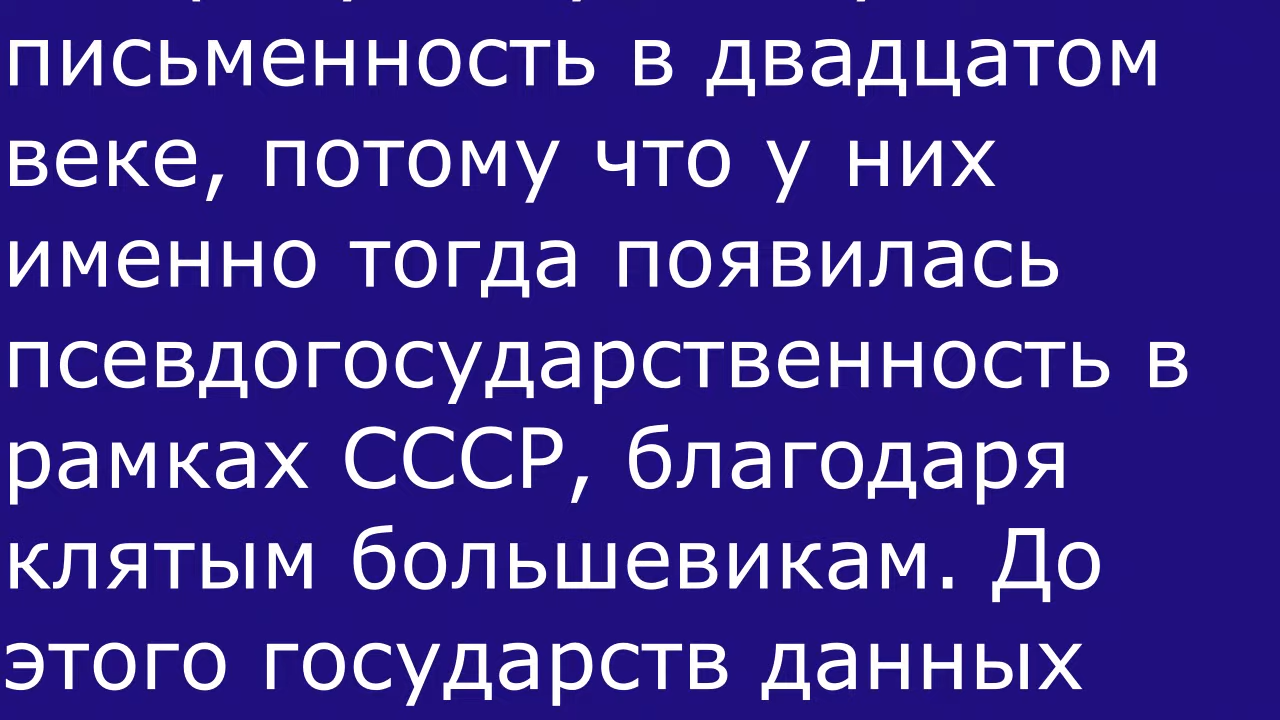 письменность в двадцатом
веке, потому что у них
именно тогда появилась
псевдогосударственность в
рамках СССР, благодаря
клятым большевикам. До
этого государств данных